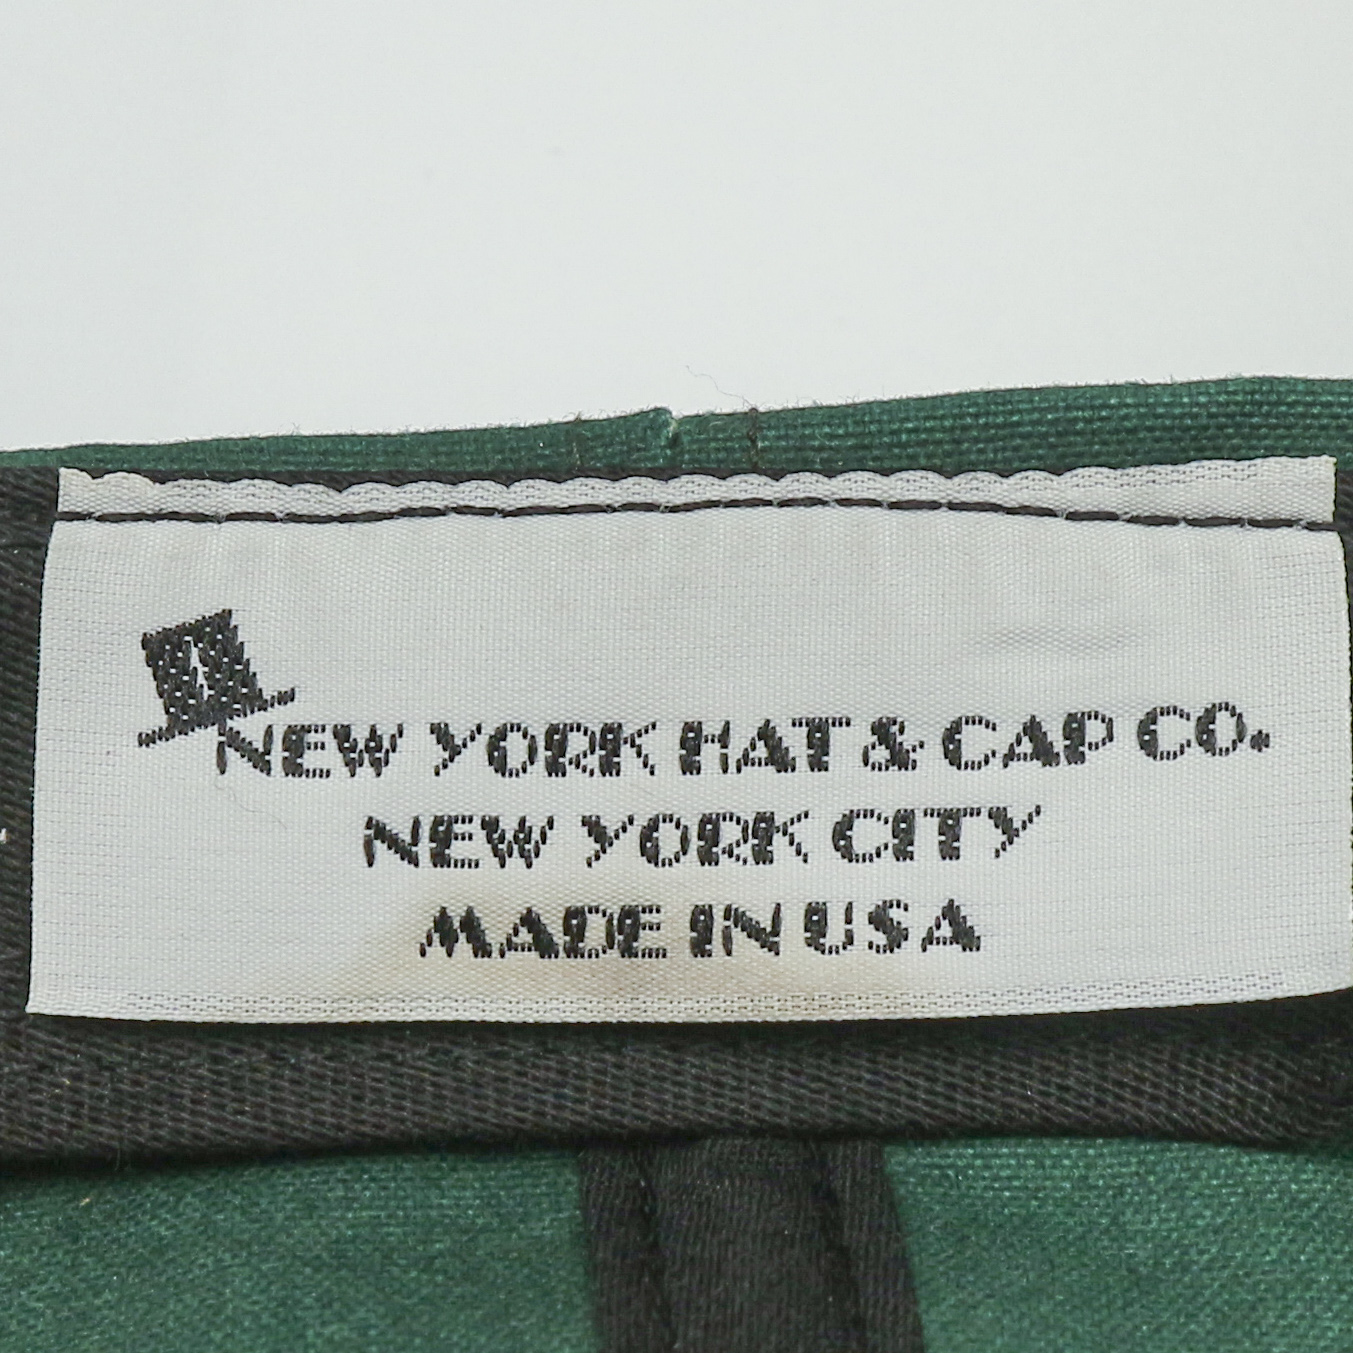 NEW YORK HAT & CAP CO.
NEW YORK CITY
MADE IN USA